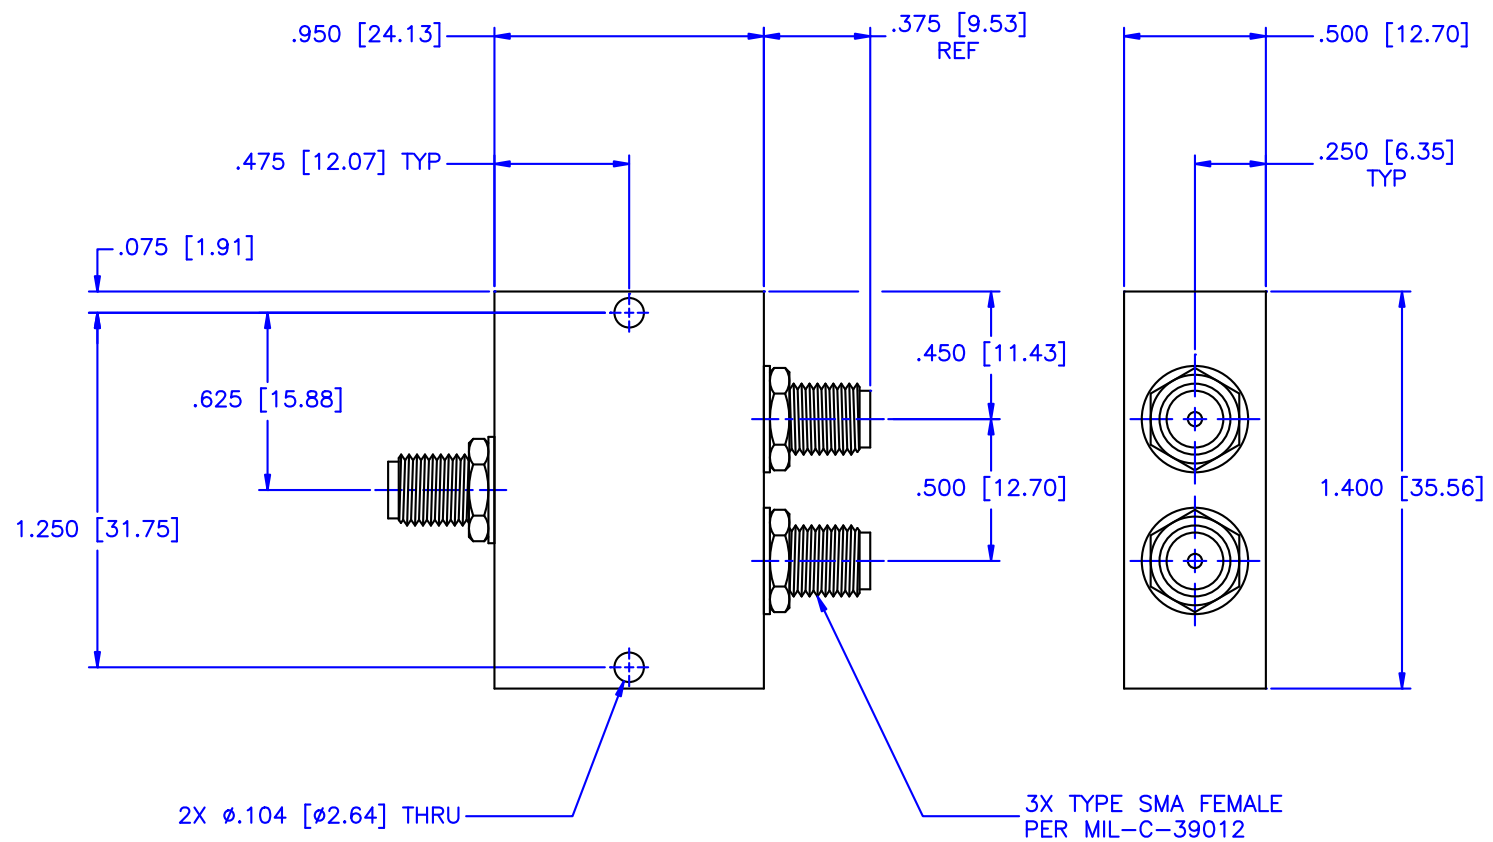 .950 [24.13]
.375 [9.53]
REF
.500 [12.70]
.475 [12.07] TYP
.250 [6.35]
TYP
.075 [1.91]
.450 [11.43]
.625 [15.88]
.500 [12.70]
1.400 [35.56]
1.250 [31.75]
2X ø.104 [ø2.64] THRU
3X TYPE SMA FEMALE
PER MIL-C-39012